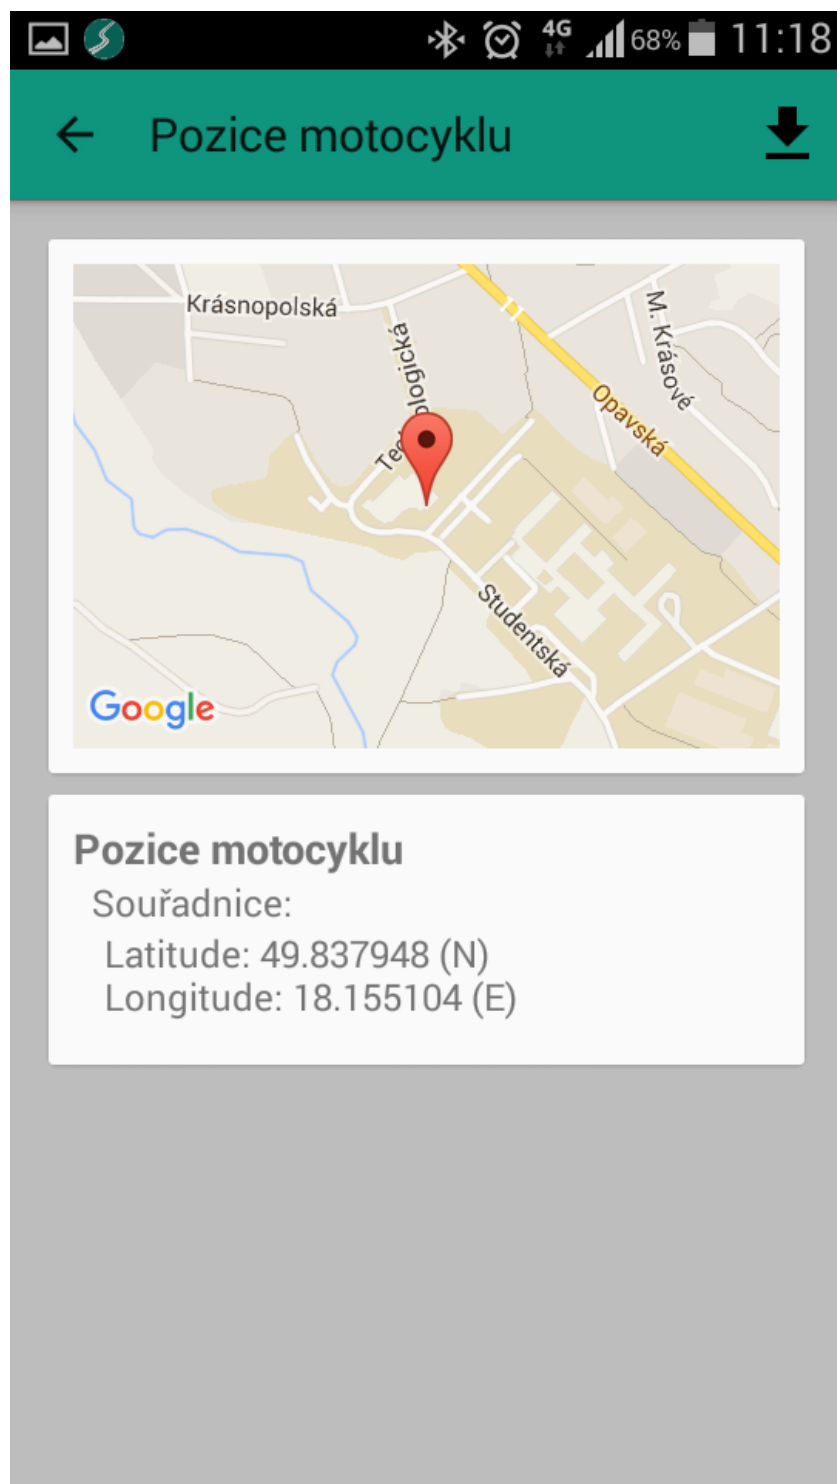 4G 68% 11:18
Pozice motocyklu
Krásnopolská
M. Krásové
Opavská
Studentská
Google
Pozice motocyklu
Souřadnice:
Latitude: 49.837948 (N)
Longitude: 18.155104 (E)